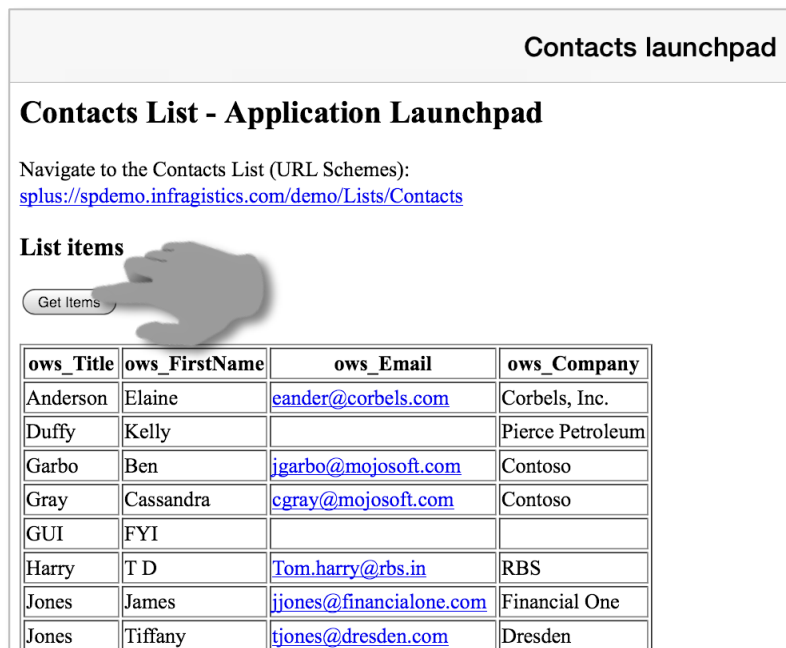 Contacts launchpad
Contacts List - Application Launchpad
Navigate to the Contacts List (URL Schemes):
splus://spdemo.infragistics.com/demo/Lists/Contacts
List items
Get Items
ows_Title ows_FirstName ows_Email ows_Company
Anderson Elaine eander@corbels.com Corbels, Inc.
Duffy Kelly Pierce Petroleum
Garbo Ben jgarbo@mojosoft.com Contoso
Gray Cassandra cgray@mojosoft.com Contoso
GUI FYI
Harry T D Tom.harry@rbs.in RBS
Jones James jjones@financialone.com Financial One
Jones Tiffany tjones@dresden.com Dresden